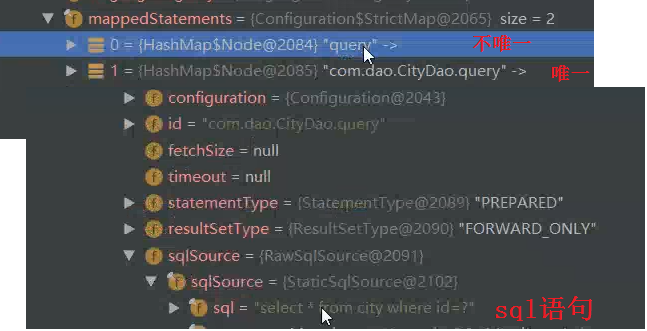 mappedStatements = {Configuration$StrictMap@2065} size = 2
0 = {HashMap$Node@2084} "query" -> 不唯一
1 = {HashMap$Node@2085} "com.dao.CityDao.query" -> 唯一
configuration = {Configuration@2043}
id = "com.dao.CityDao.query"
fetchSize = null
timeout = null
statementType = {StatementType@2089} "PREPARED"
resultSetType = {ResultSetType@2090} "FORWARD_ONLY"
sqlSource = {RawSqlSource@2091}
sqlSource = {StaticSqlSource@2102}
sql = "select * from city where id=?" sql语句